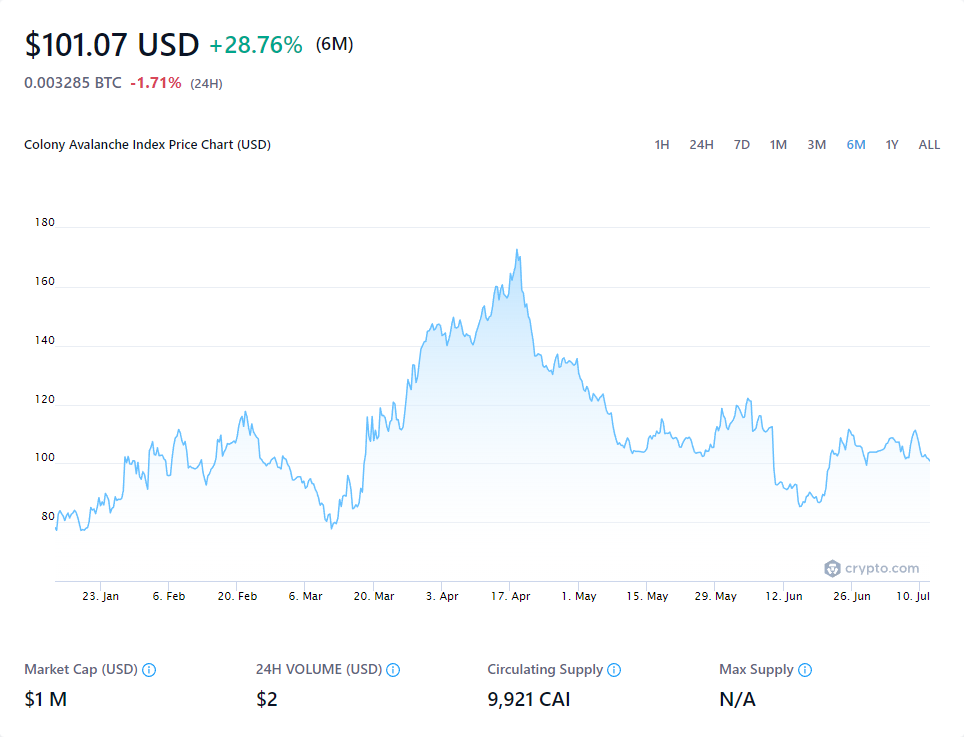 $101.07 USD +28.76% (6M)
0.003285 BTC -1.71% (24H)
Colony Avalanche Index Price Chart (USD) 1H 24H 7D 1M 3M 6M 1Y ALL
180
160
140
120
100
80
crypto.com
23. Jan 6. Feb 20. Feb 6. Mar 20. Mar 3. Apr 17. Apr 1. May 15. May 29. May 12. Jun 26. Jun 10. Jul
Market Cap (USD) 24H VOLUME (USD) Circulating Supply Max Supply
$1 M $2 9,921 CAI N/A